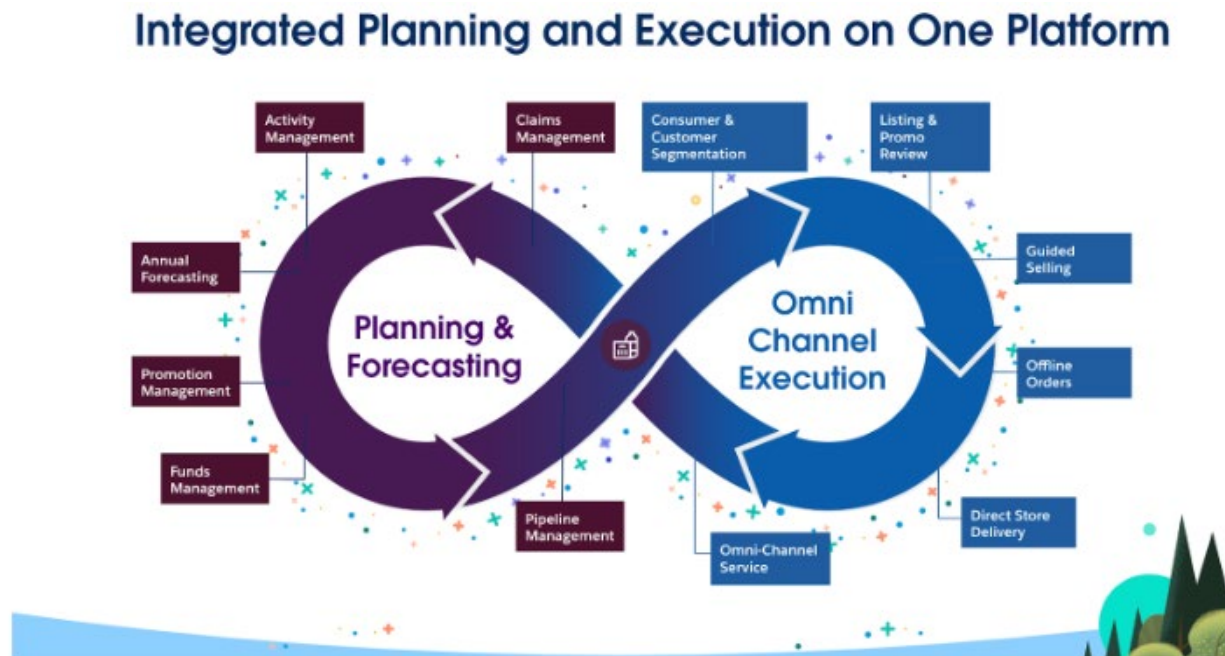 Integrated Planning and Execution on One Platform
Activity
Management
Claims
Management
Consumer &
Customer
Segmentation
Listing &
Promo
Review
Annual
Forecasting
Guided
Selling
Planning &
Forecasting
Omni
Channel
Execution
Promotion
Management
Offline
Orders
Funds
Management
Pipeline
Management
Omni-Channel
Service
Direct Store
Delivery